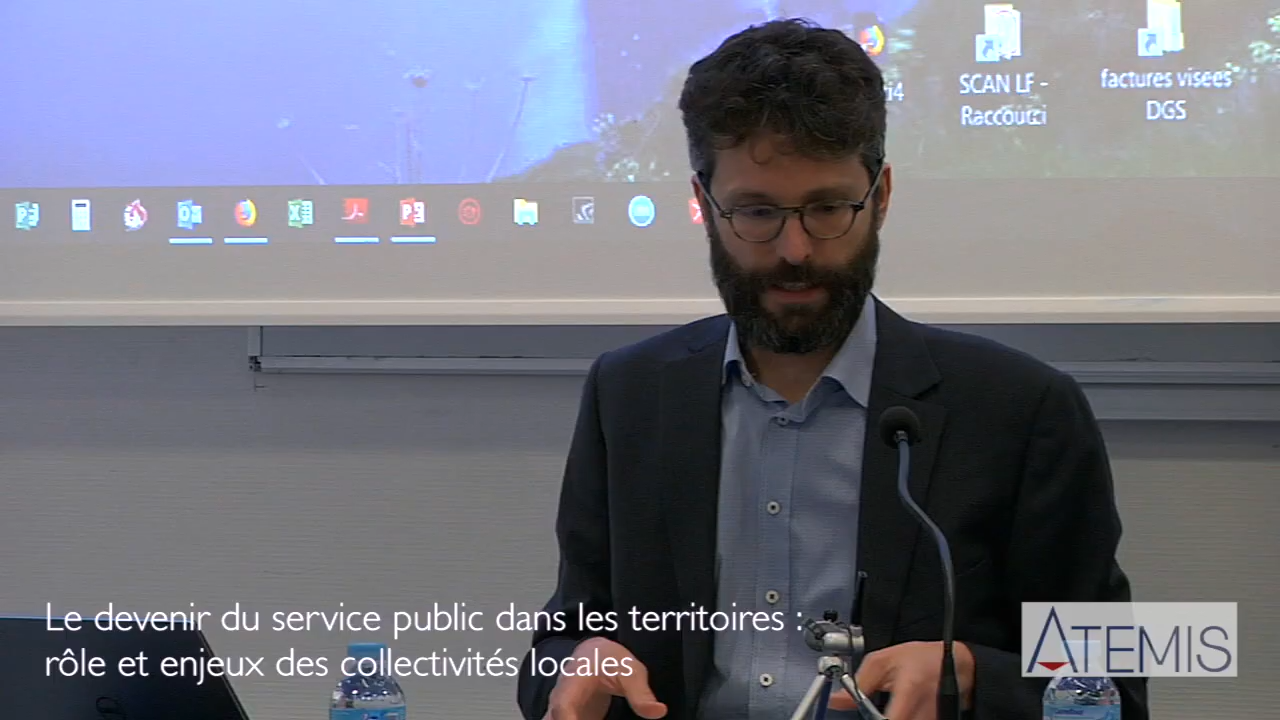 SCAN LF -
Raccourci
factures visees
DGS
Le devenir du service public dans les territoires :
rôle et enjeux des collectivités locales
ATEMIS